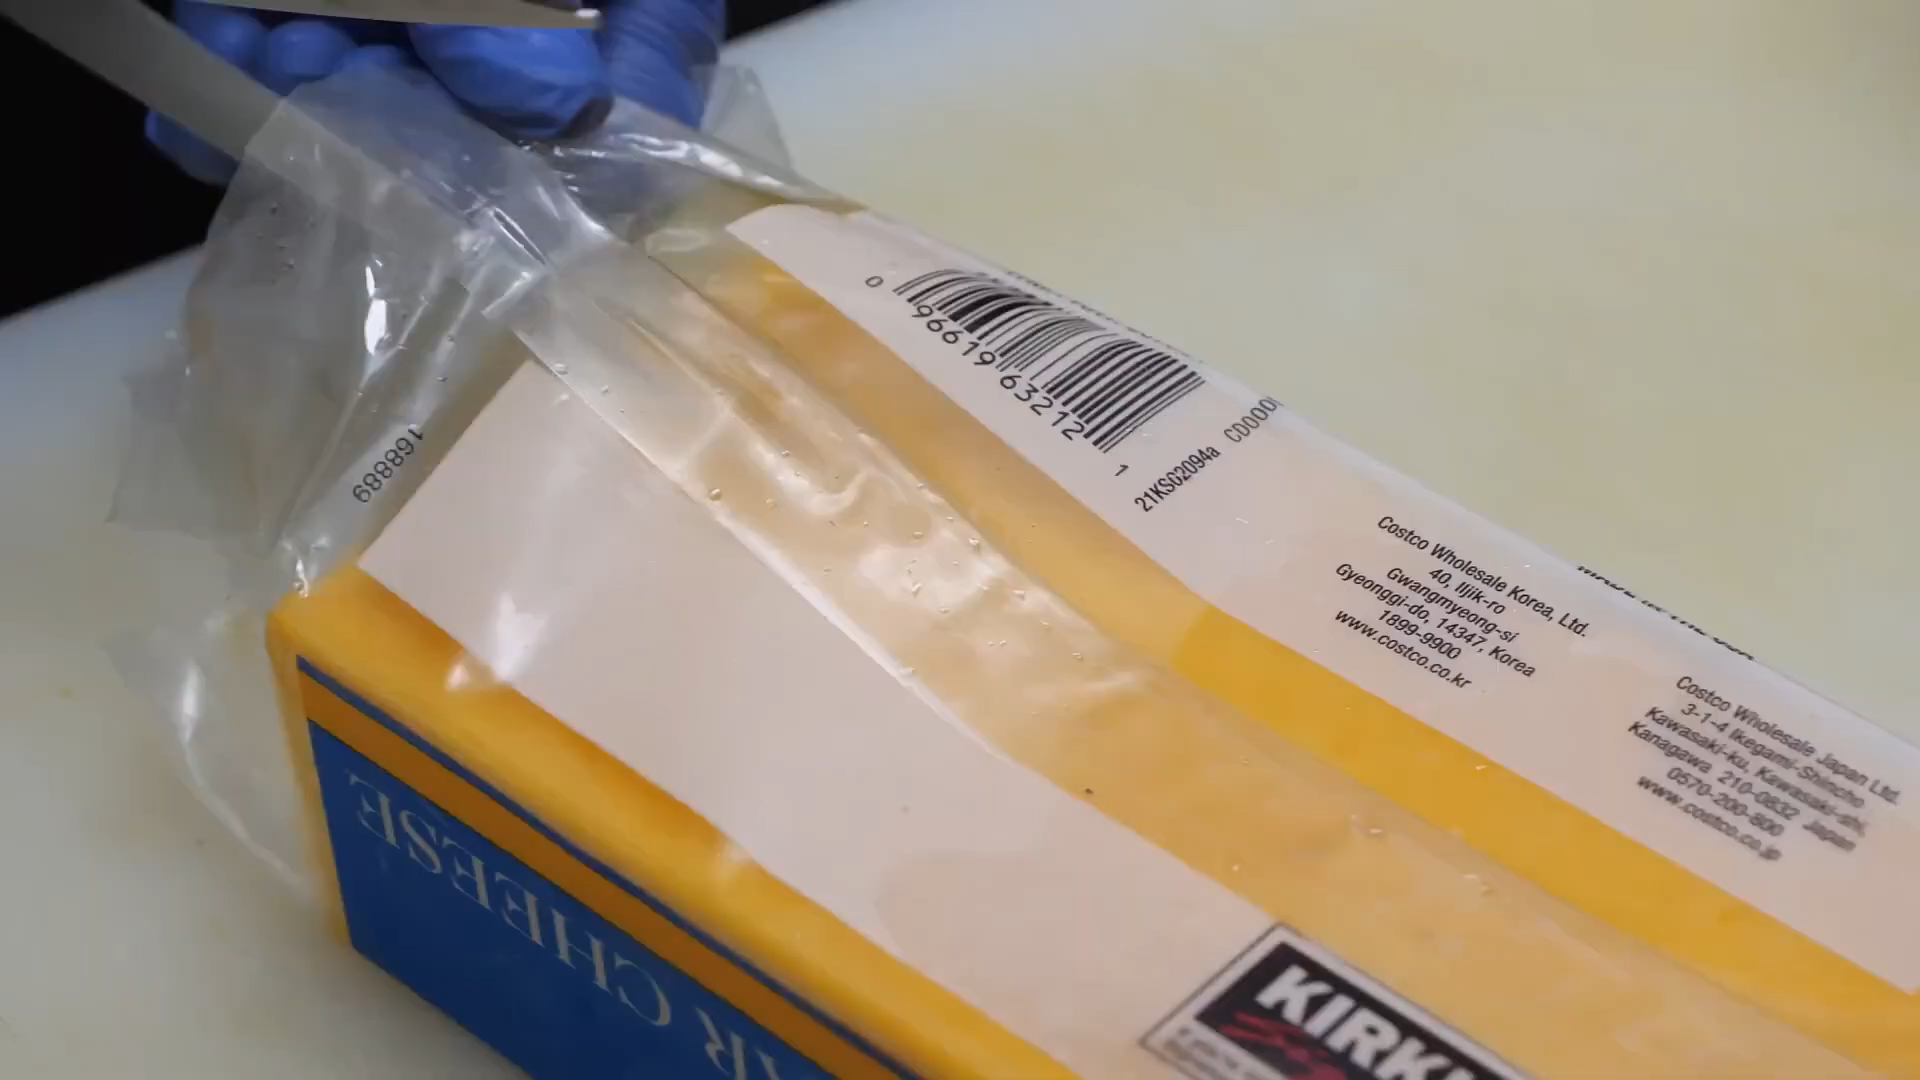 0
96619 63212
1
21KSG2094a CD000
168889
Costco Wholesale Korea, Ltd.
40, Iljik-ro
Gwangmyeong-si
Gyeonggi-do, 14347, Korea
1899-9900
www.costco.co.kr
Costco Wholesale Japan Ltd.
3-1-4 Ikegami-Shincho
Kawasaki-ku, Kawasaki-shi,
Kanagawa 210-0832 Japan
0570-200-800
www.costco.co.jp
AR CHEESE
KIRK